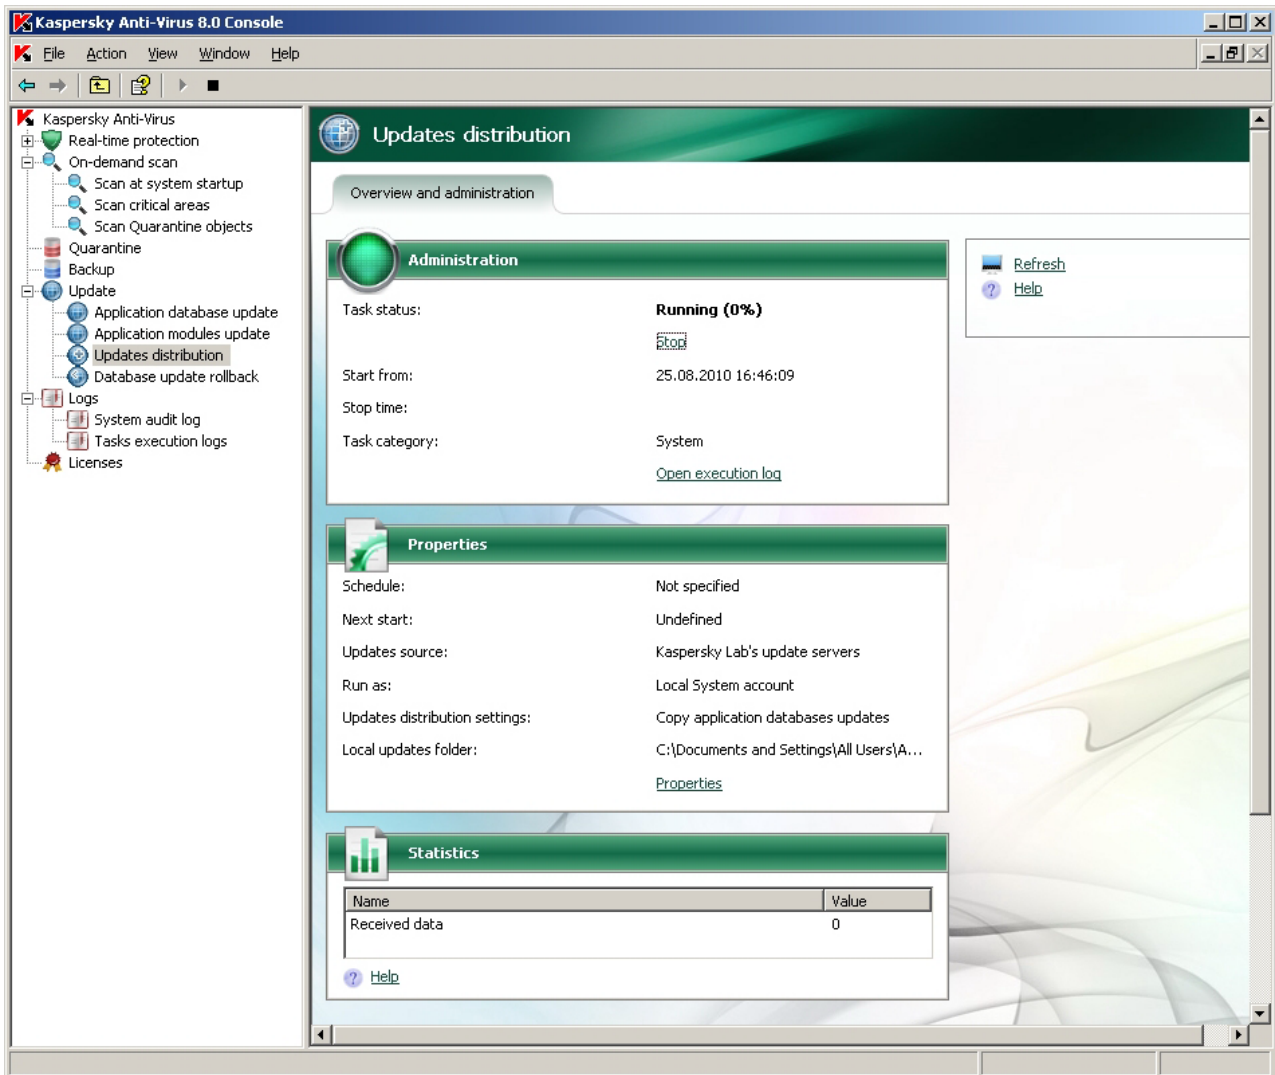 Kaspersky Anti-Virus 8.0 Console
File Action View Window Help
Kaspersky Anti-Virus
Real-time protection
On-demand scan
Scan at system startup
Scan critical areas
Scan Quarantine objects
Quarantine
Backup
Update
Application database update
Application modules update
Updates distribution
Database update rollback
Logs
System audit log
Tasks execution logs
Licenses
Updates distribution
Overview and administration
Administration
Task status: Running (0%)
Stop
Start from: 25.08.2010 16:46:09
Stop time:
Task category: System
Open execution log
Properties
Schedule: Not specified
Next start: Undefined
Updates source: Kaspersky Lab's update servers
Run as: Local System account
Updates distribution settings: Copy application databases updates
Local updates folder: C:\Documents and Settings\All Users\A...
Properties
Statistics
Name Value
Received data 0
Help
Refresh
Help